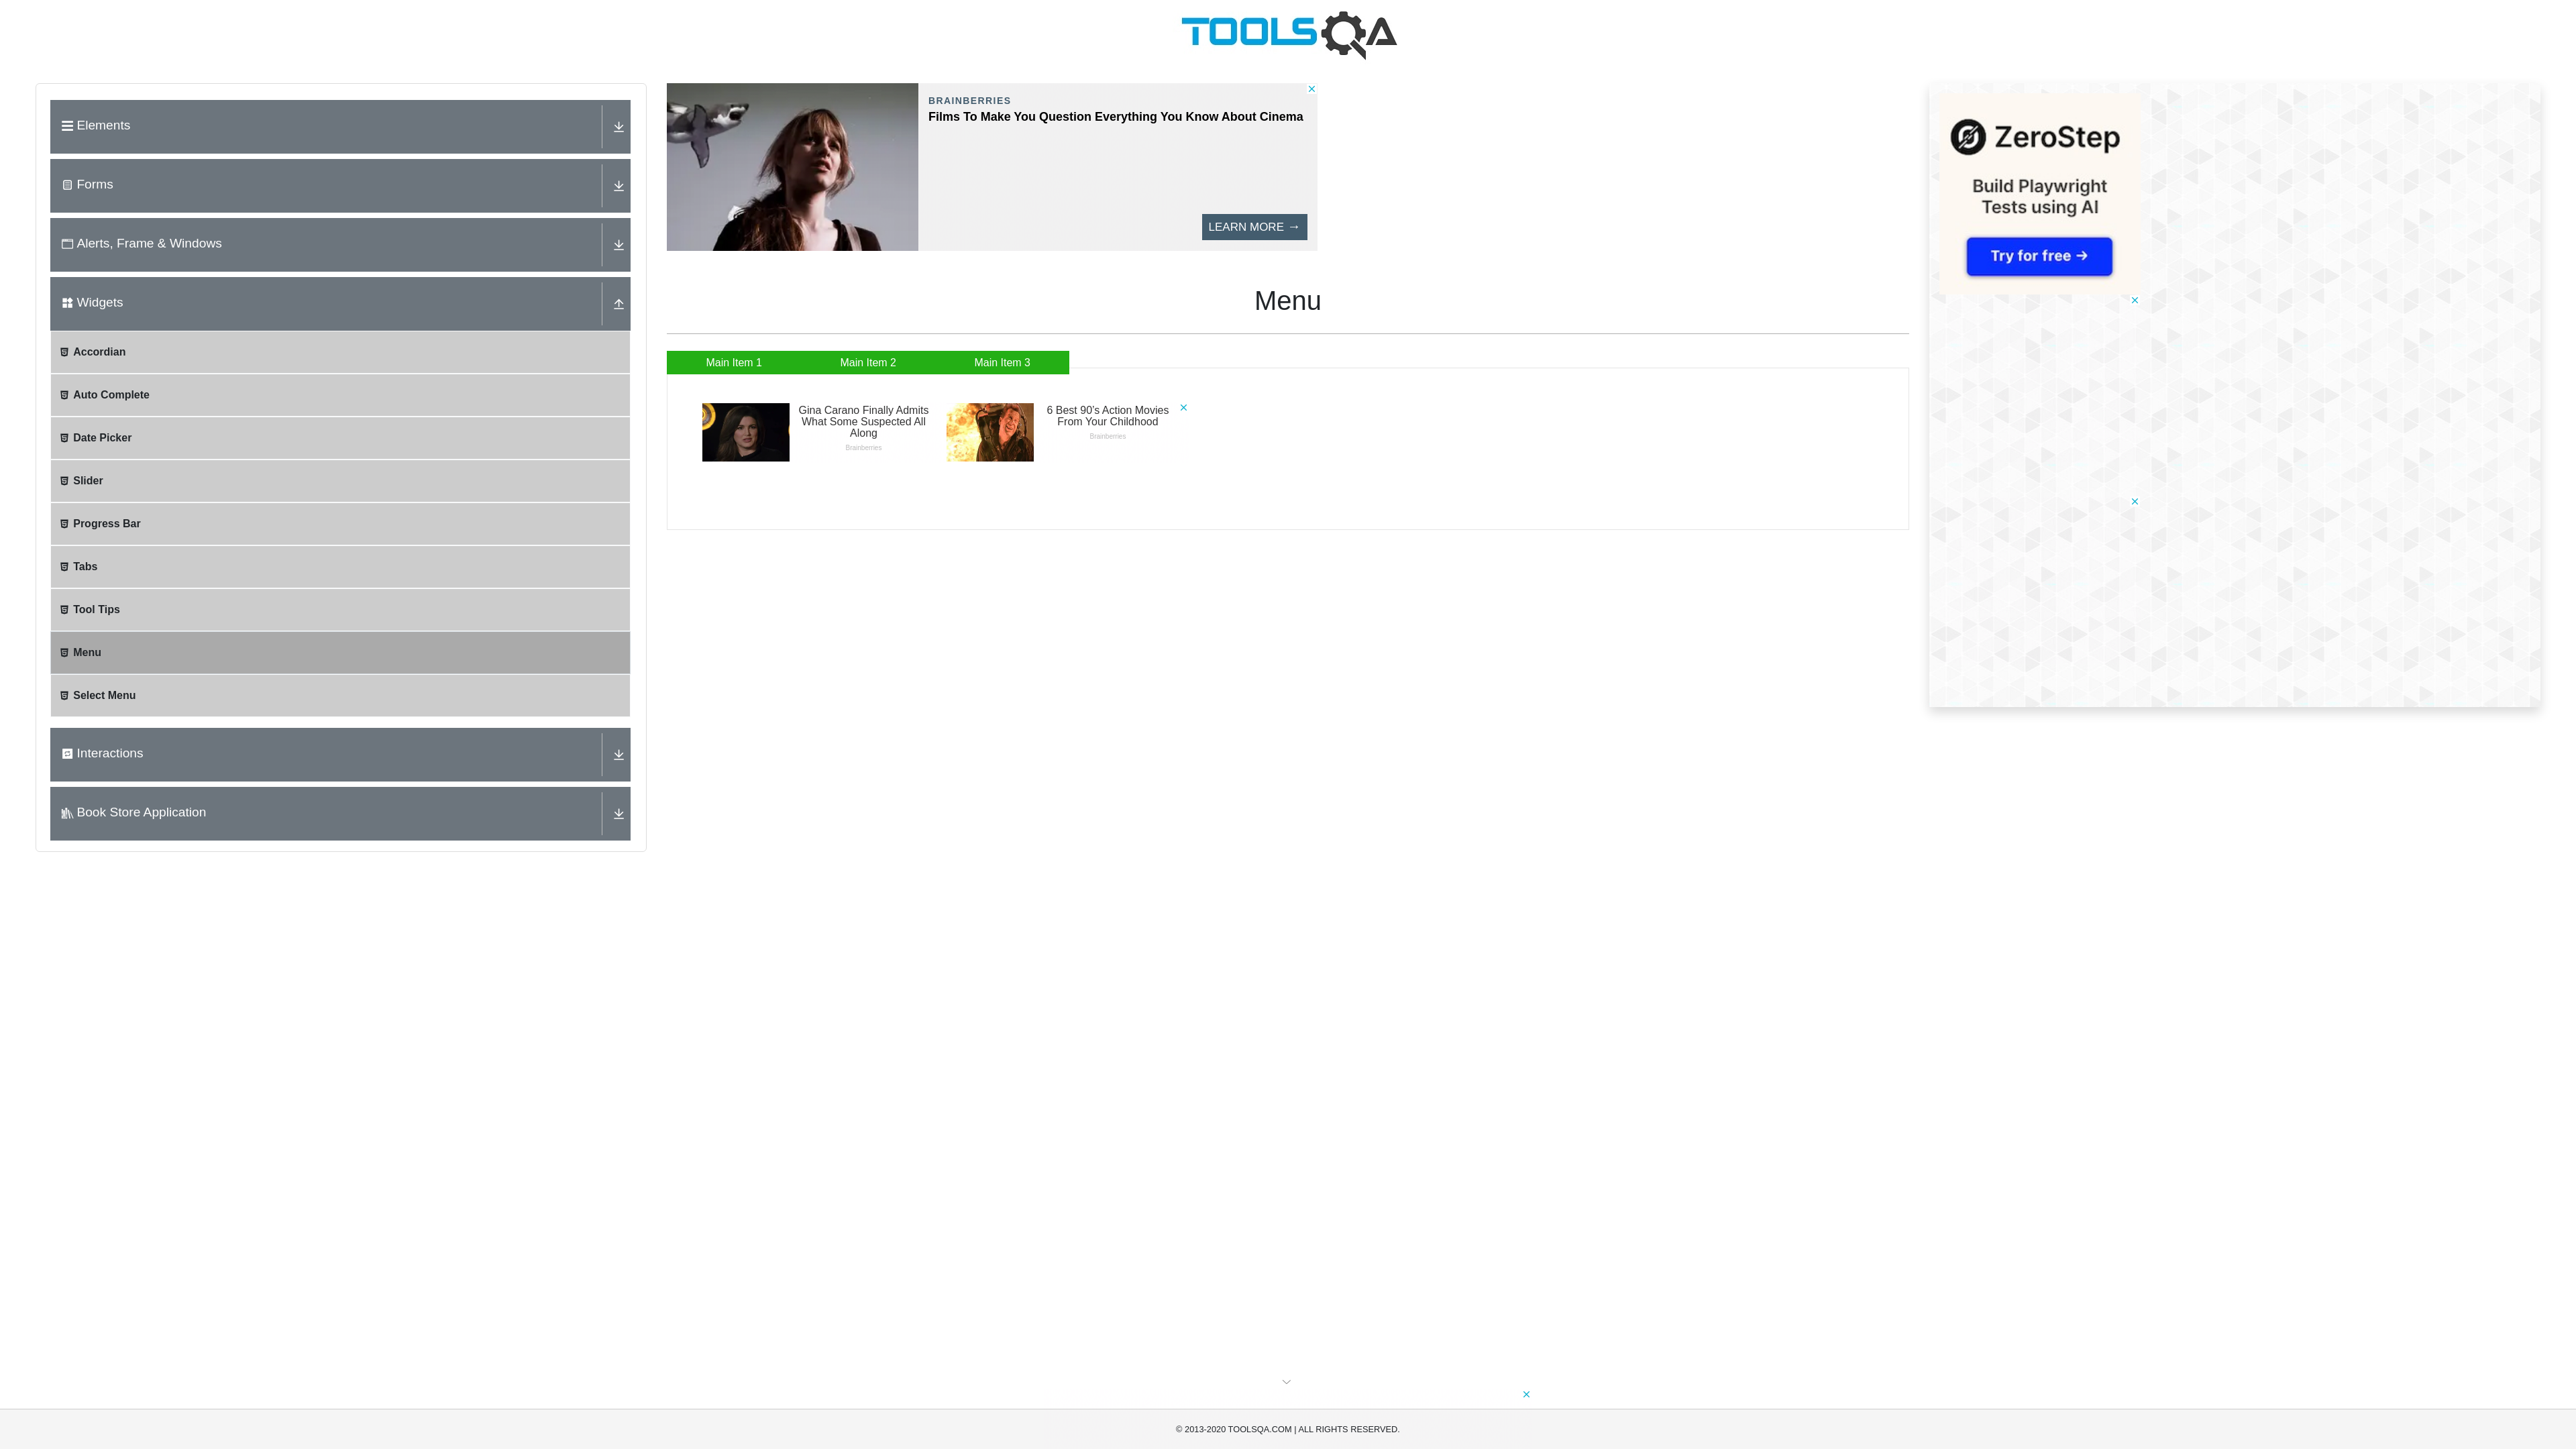 TOOLSQA
Elements
Forms
Alerts, Frame & Windows
Widgets
Accordian
Auto Complete
Date Picker
Slider
Progress Bar
Tabs
Tool Tips
Menu
Select Menu
Interactions
Book Store Application
BRAINBERRIES
Films To Make You Question Everything You Know About Cinema
LEARN MORE →
Menu
Main Item 1
Main Item 2
Main Item 3
Gina Carano Finally Admits
What Some Suspected All
Along
Brainberries
6 Best 90’s Action Movies
From Your Childhood
Brainberries
ZeroStep
Build Playwright
Tests using AI
Try for free →
© 2013-2020 TOOLSQA.COM | ALL RIGHTS RESERVED.